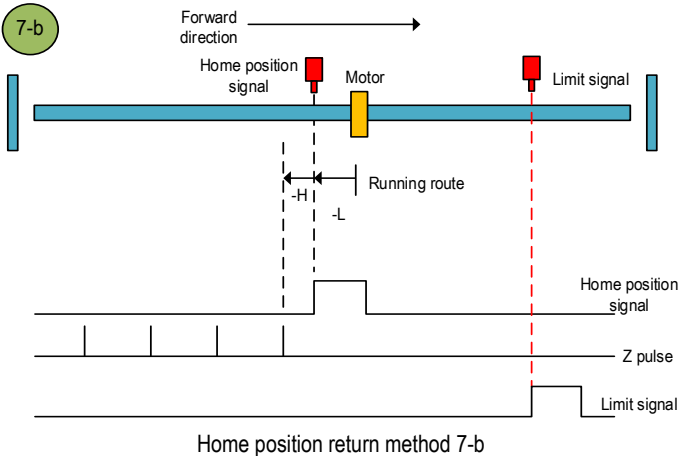 7-b
Forward
direction
Home position
signal
Motor
Limit signal
Running route
-H
-L
Home position
signal
Z pulse
Limit signal
Home position return method 7-b